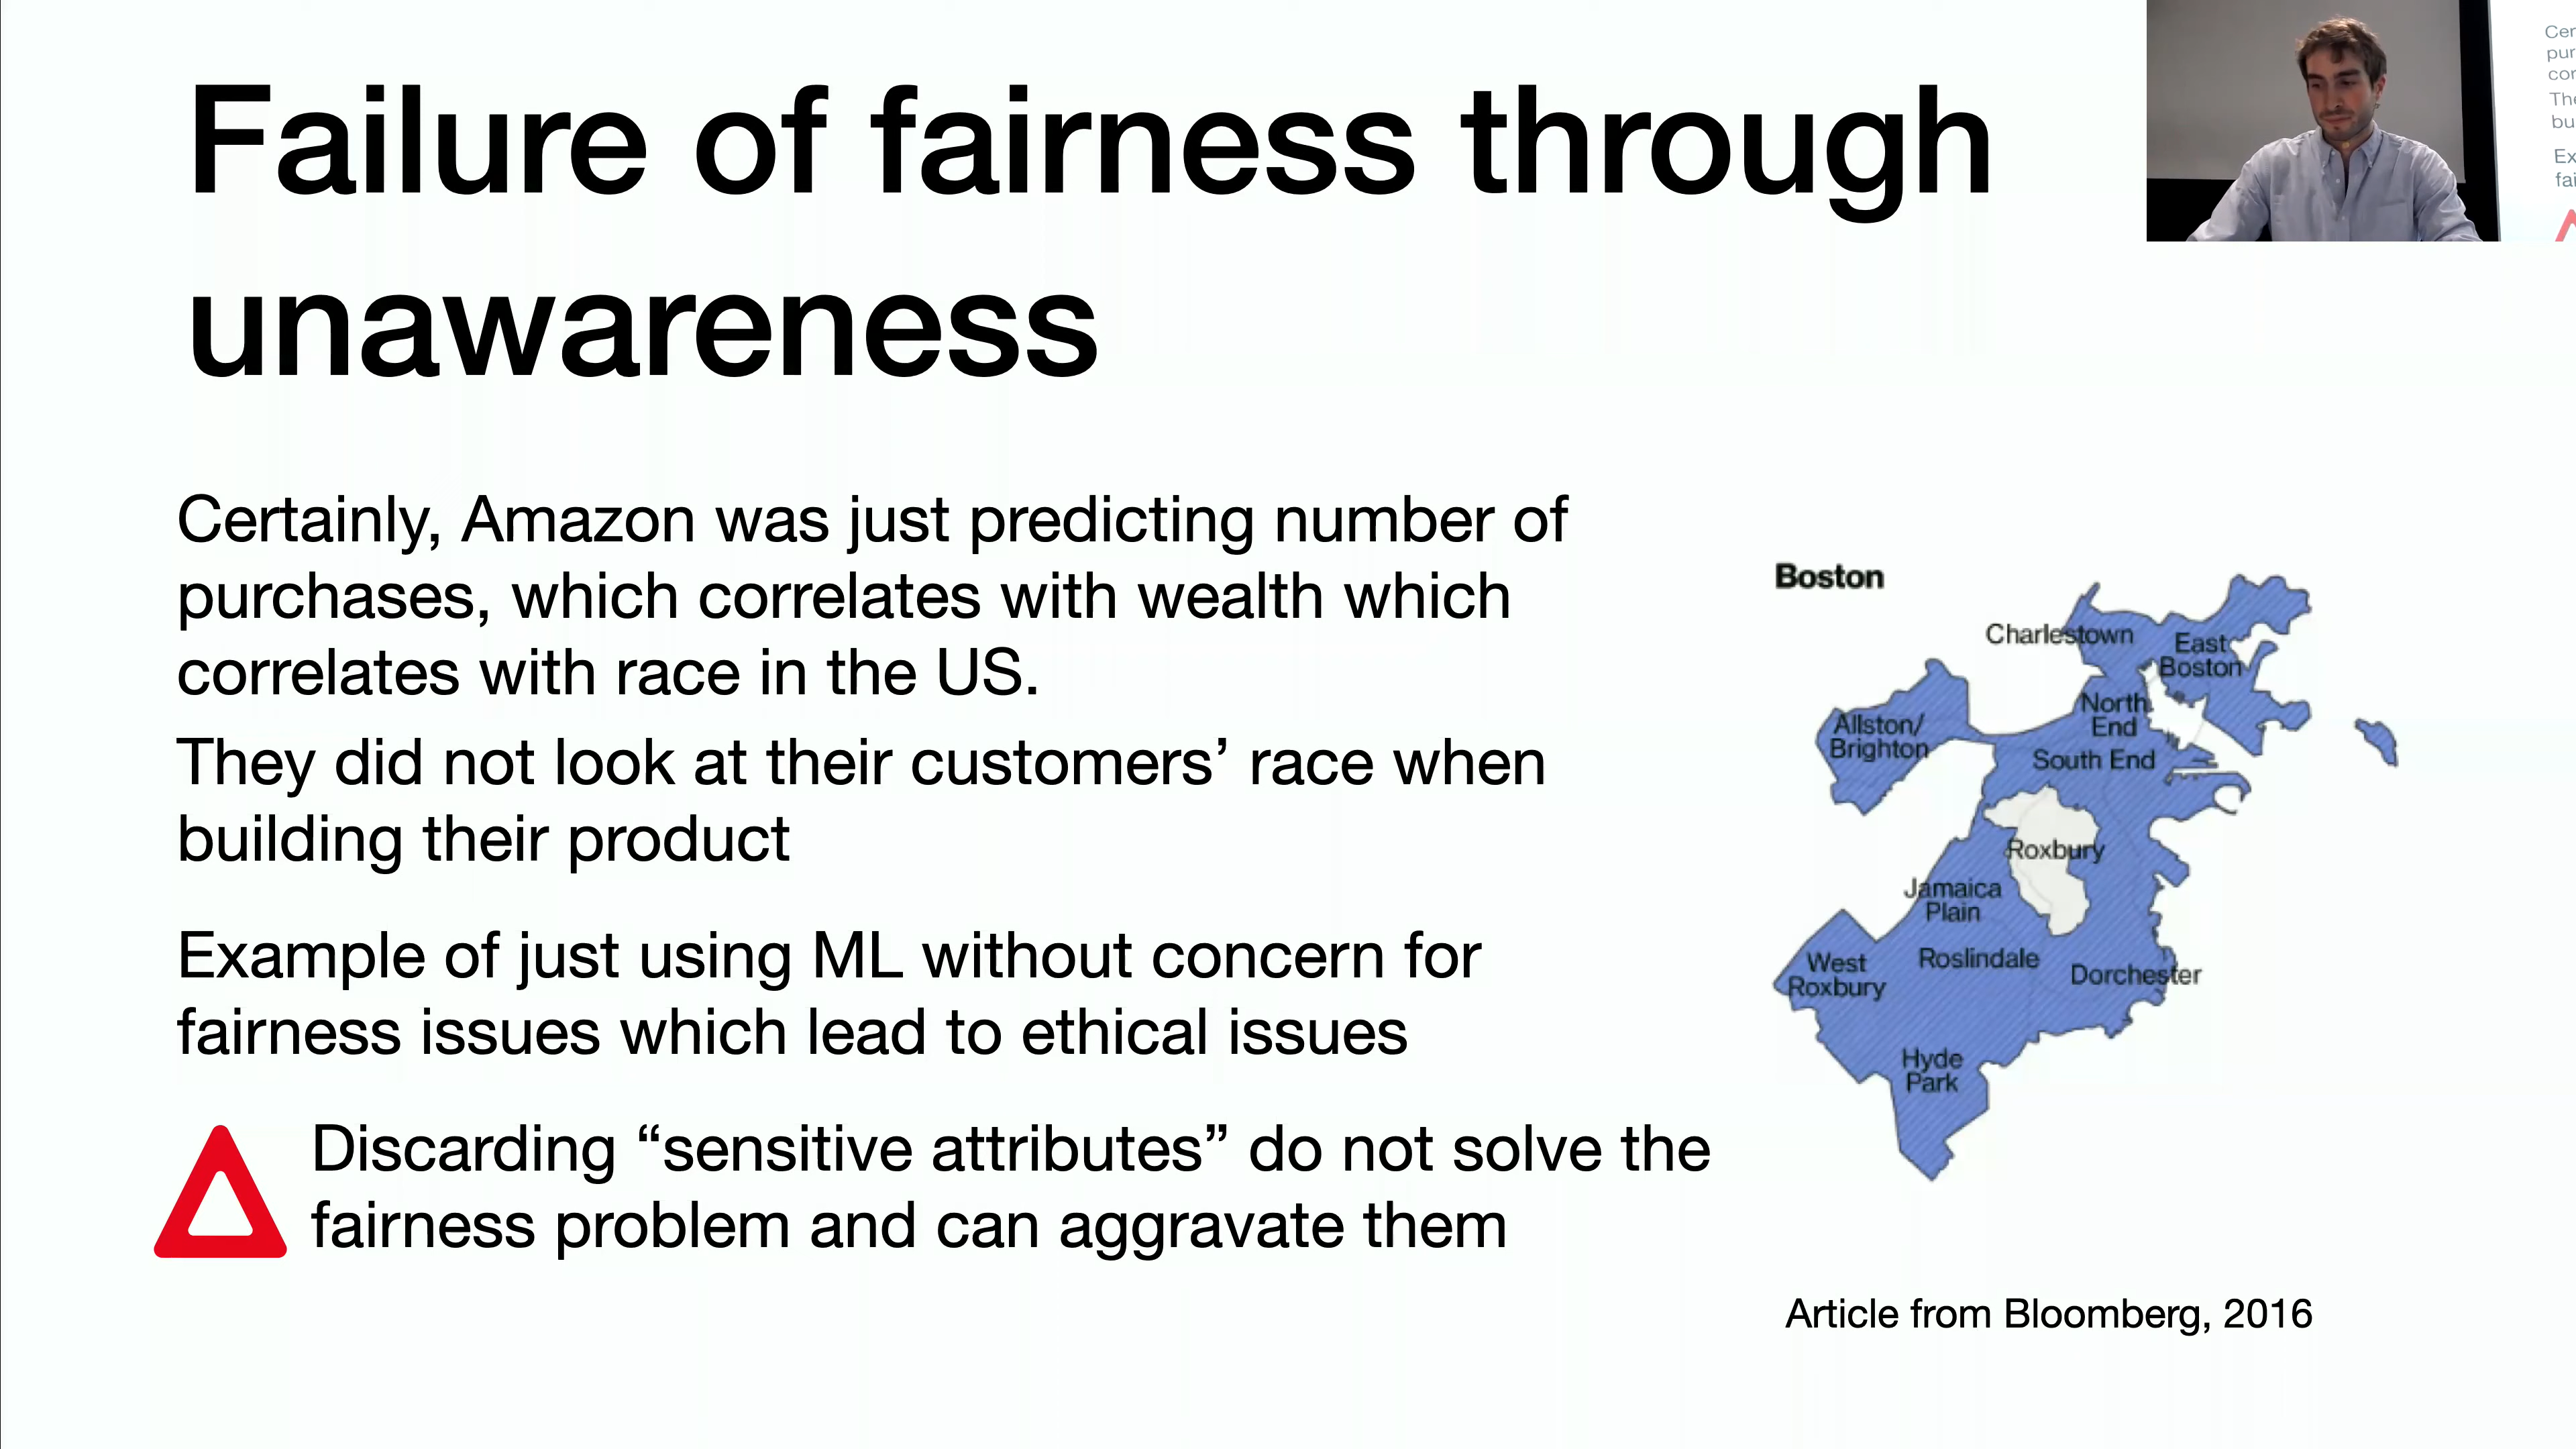 Failure of fairness through
unawareness
Certainly, Amazon was just predicting number of
purchases, which correlates with wealth which
correlates with race in the US.
They did not look at their customers’ race when
building their product
Example of just using ML without concern for
fairness issues which lead to ethical issues
Discarding “sensitive attributes” do not solve the
fairness problem and can aggravate them
Boston
Charlestown
East
Boston
North
End
Allston/
Brighton
South End
Roxbury
Jamaica
Plain
West
Roxbury
Roslindale
Dorchester
Hyde
Park
Article from Bloomberg, 2016